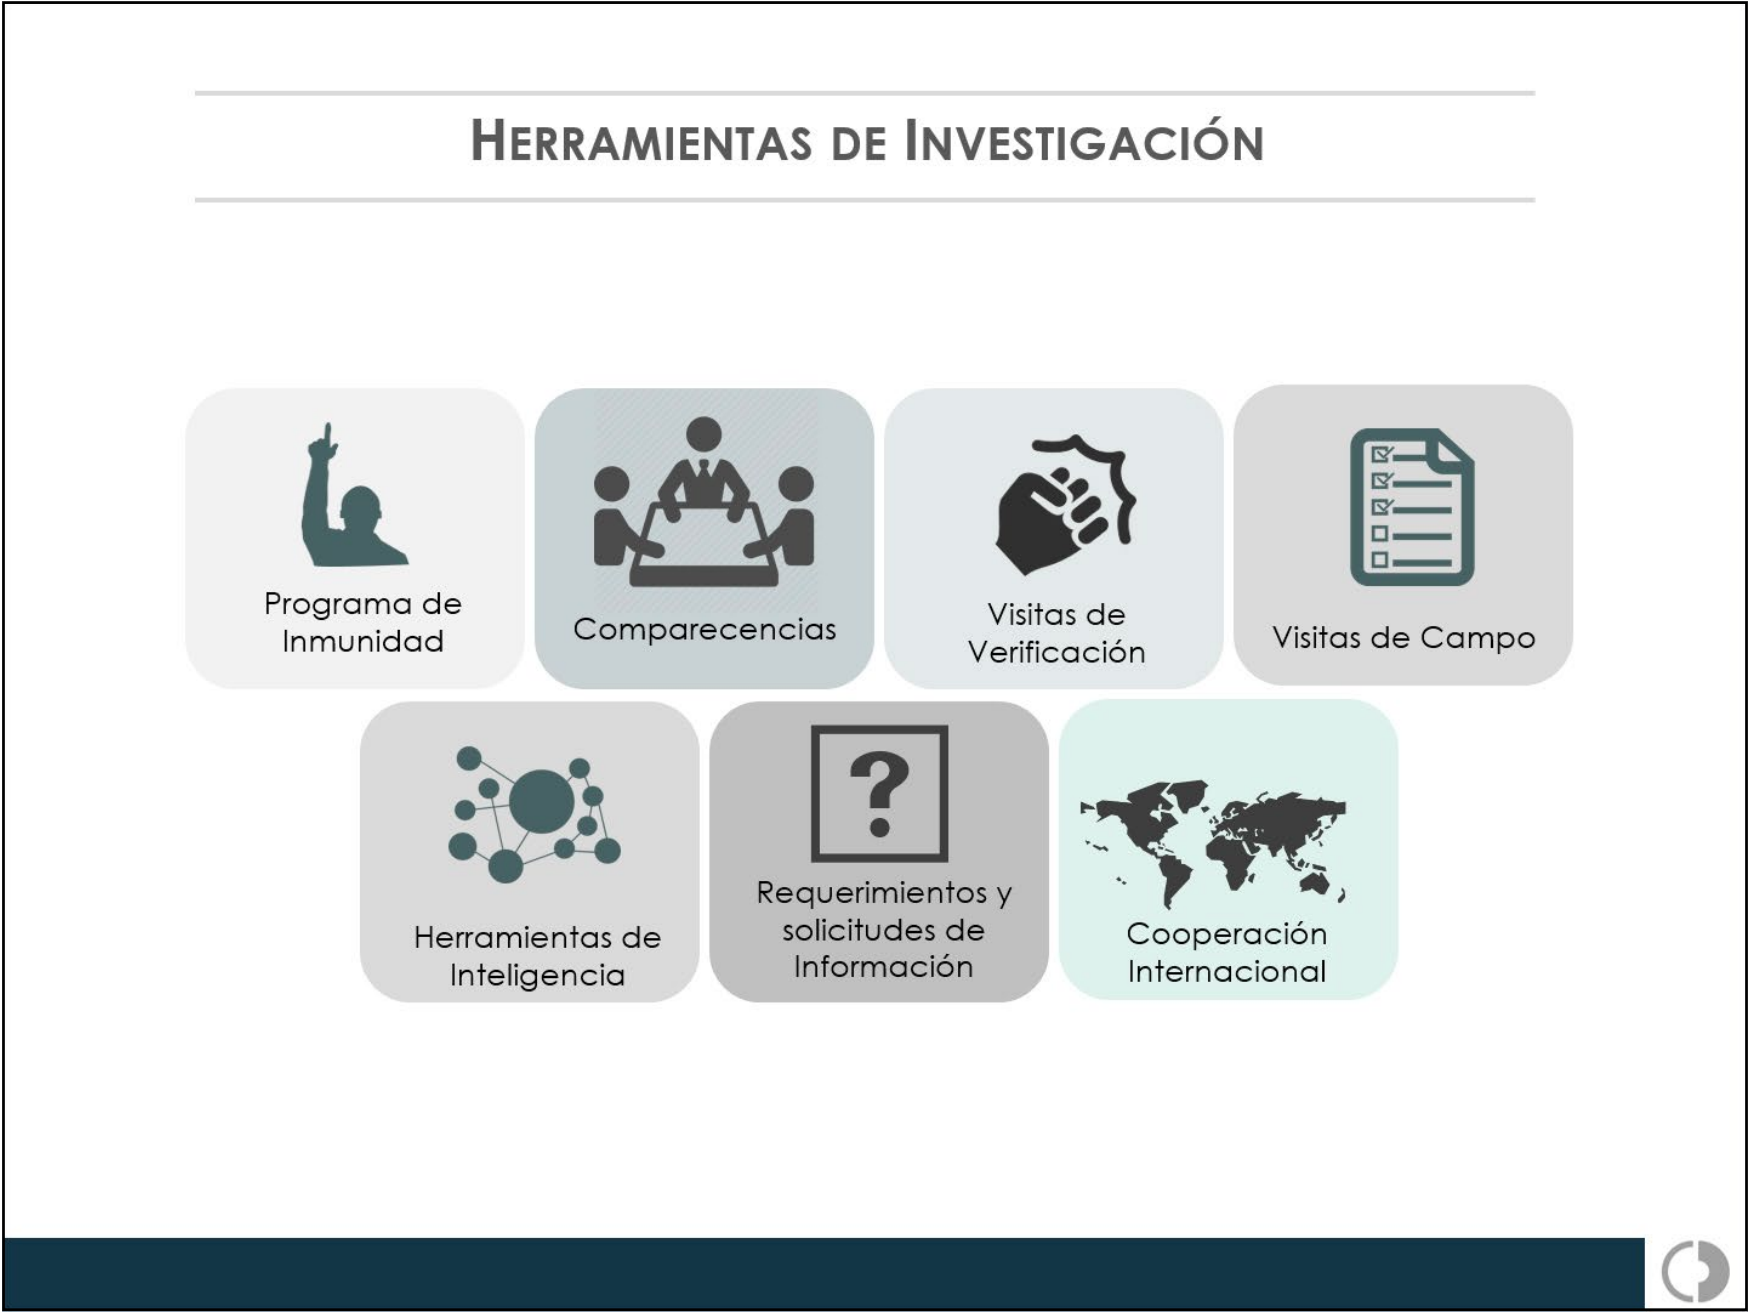 HERRAMIENTAS DE INVESTIGACIÓN
Programa de
Inmunidad
Comparecencias
Visitas de
Verificación
Visitas de Campo
Herramientas de
Inteligencia
?
Requerimientos y
solicitudes de
Información
Cooperación
Internacional